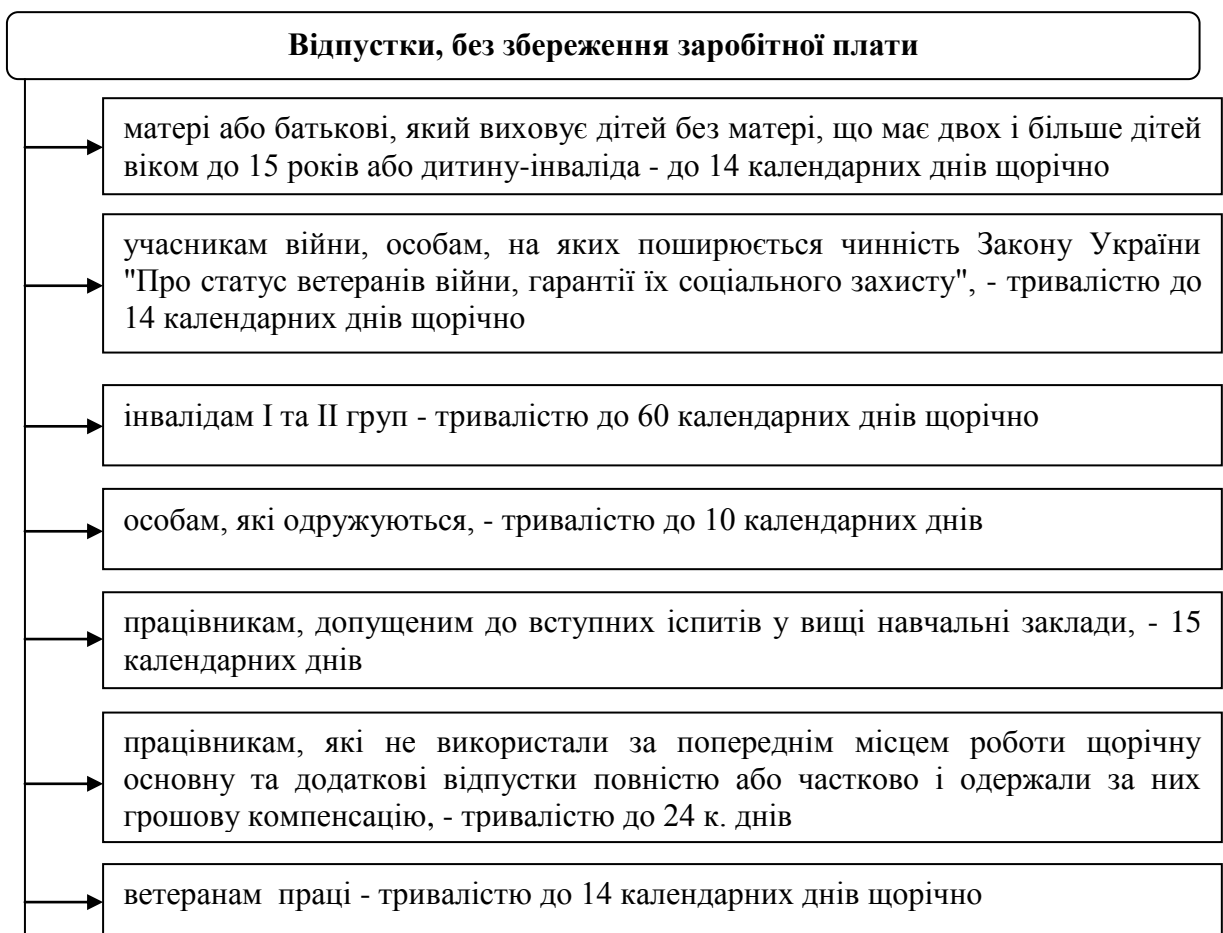 Відпустки, без збереження заробітної плати
матері або батькові, який виховує дітей без матері, що має двох і більше дітей
віком до 15 років або дитину-інваліда - до 14 календарних днів щорічно
учасникам війни, особам, на яких поширюється чинність Закону України
"Про статус ветеранів війни, гарантії їх соціального захисту", - тривалістю до
14 календарних днів щорічно
інвалідам I та II груп - тривалістю до 60 календарних днів щорічно
особам, які одружуються, - тривалістю до 10 календарних днів
працівникам, допущеним до вступних іспитів у вищі навчальні заклади, - 15
календарних днів
працівникам, які не використали за попереднім місцем роботи щорічну
основну та додаткові відпустки повністю або частково і одержали за них
грошову компенсацію, - тривалістю до 24 к. днів
ветеранам праці - тривалістю до 14 календарних днів щорічно